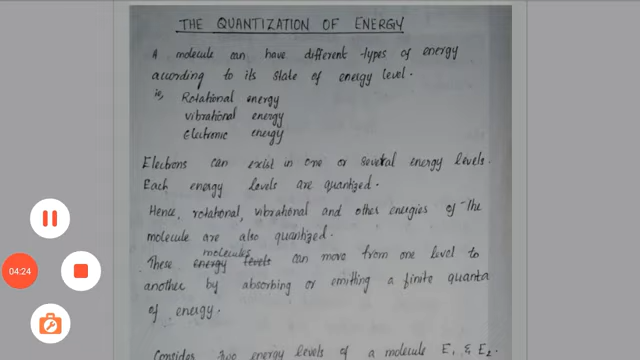 THE QUANTIZATION OF ENERGY
A molecule can have different types of energy
according to its state of energy level.
ie, Rotational energy
vibrational energy
Electronic energy
Electrons can exist in one or several energy levels.
Each energy levels are quantized.
Hence, rotational, vibrational and other energies of the
molecule are also quantized.
molecules
These energy levels can move from one level to
another by absorbing or emitting a finite quanta
of energy.
Consider two energy levels of a molecule E1 & E2.
04:24